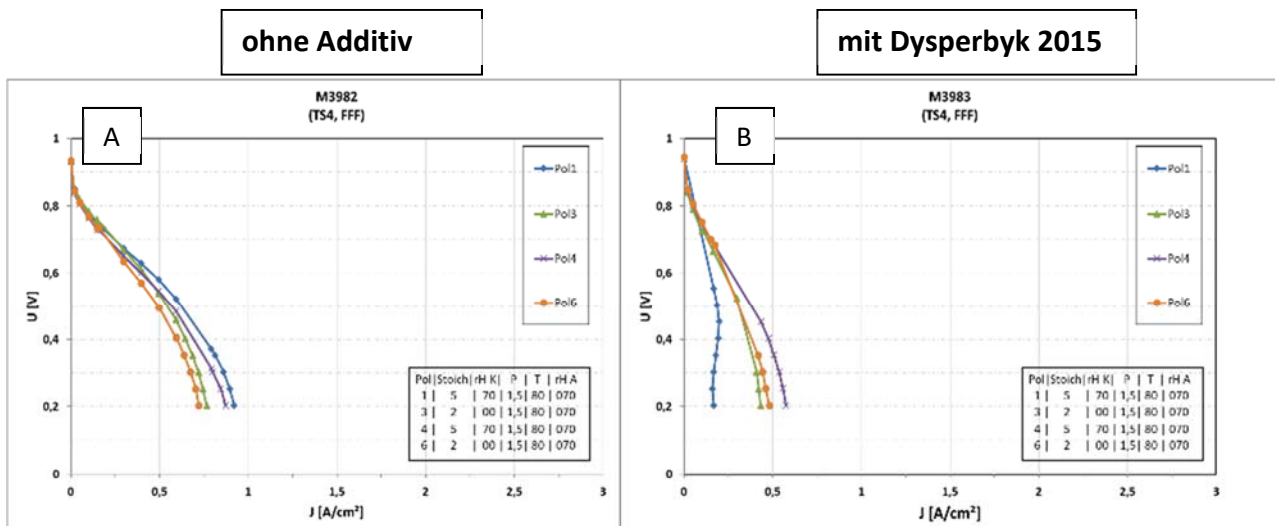 ohne Additiv
mit Dysperbyk 2015
M3982
(TS4, FFF)
A
1
0,8
0,6
0,4
0,2
0
U [V]
0
0,5
1
1,5
2
2,5
3
J [A/cm²]
Pol1
Pol3
Pol4
Pol6
Pol|Stoich|rH K| P | T | rH A
1 | 5 | 70 | 1,5| 80 | 070
3 | 2 | 00 | 1,5| 80 | 070
4 | 5 | 70 | 1,5| 80 | 070
6 | 2 | 00 | 1,5| 80 | 070
M3983
(TS4, FFF)
B
1
0,8
0,6
0,4
0,2
0
U [V]
0
0,5
1
1,5
2
2,5
3
J [A/cm²]
Pol1
Pol3
Pol4
Pol6
Pol|Stoich|rH K| P | T | rH A
1 | 5 | 70 | 1,5| 80 | 070
3 | 2 | 00 | 1,5| 80 | 070
4 | 5 | 70 | 1,5| 80 | 070
6 | 2 | 00 | 1,5| 80 | 070